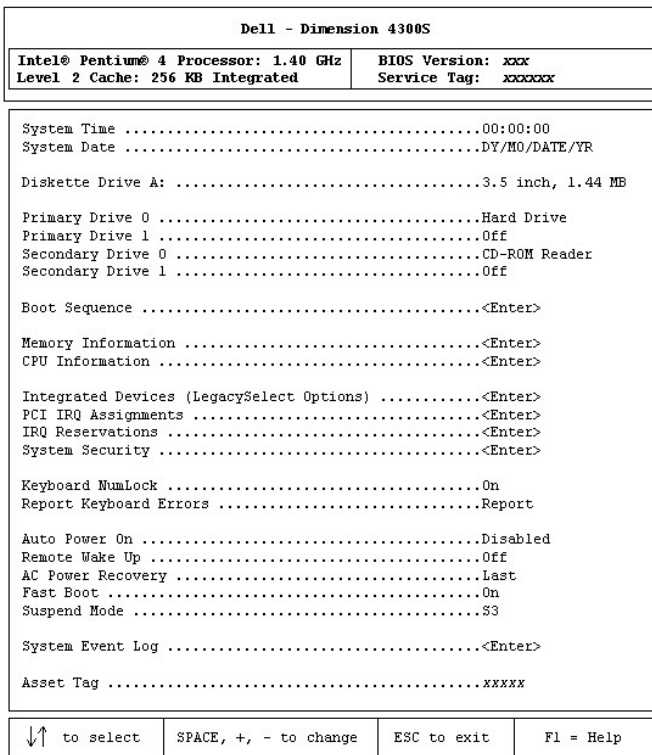 Dell - Dimension 4300S
Intel® Pentium® 4 Processor: 1.40 GHz
Level 2 Cache: 256 KB Integrated
BIOS Version: xxx
Service Tag: xxxxxx
System Time ..........................................00:00:00
System Date ..........................................DY/MO/DATE/YR
Diskette Drive A: ....................................3.5 inch, 1.44 MB
Primary Drive 0 ......................................Hard Drive
Primary Drive 1 ......................................Off
Secondary Drive 0 ....................................CD-ROM Reader
Secondary Drive 1 ....................................Off
Boot Sequence ........................................<Enter>
Memory Information ...................................<Enter>
CPU Information ......................................<Enter>
Integrated Devices (LegacySelect Options) ............<Enter>
PCI IRQ Assignments ..................................<Enter>
IRQ Reservations .....................................<Enter>
System Security ......................................<Enter>
Keyboard NumLock .....................................On
Report Keyboard Errors ...............................Report
Auto Power On ........................................Disabled
Remote Wake Up .......................................Off
AC Power Recovery ....................................Last
Fast Boot ............................................On
Suspend Mode .........................................S3
System Event Log .....................................<Enter>
Asset Tag ............................................xxxxx
↓↑ to select
SPACE, +, - to change
ESC to exit
F1 = Help